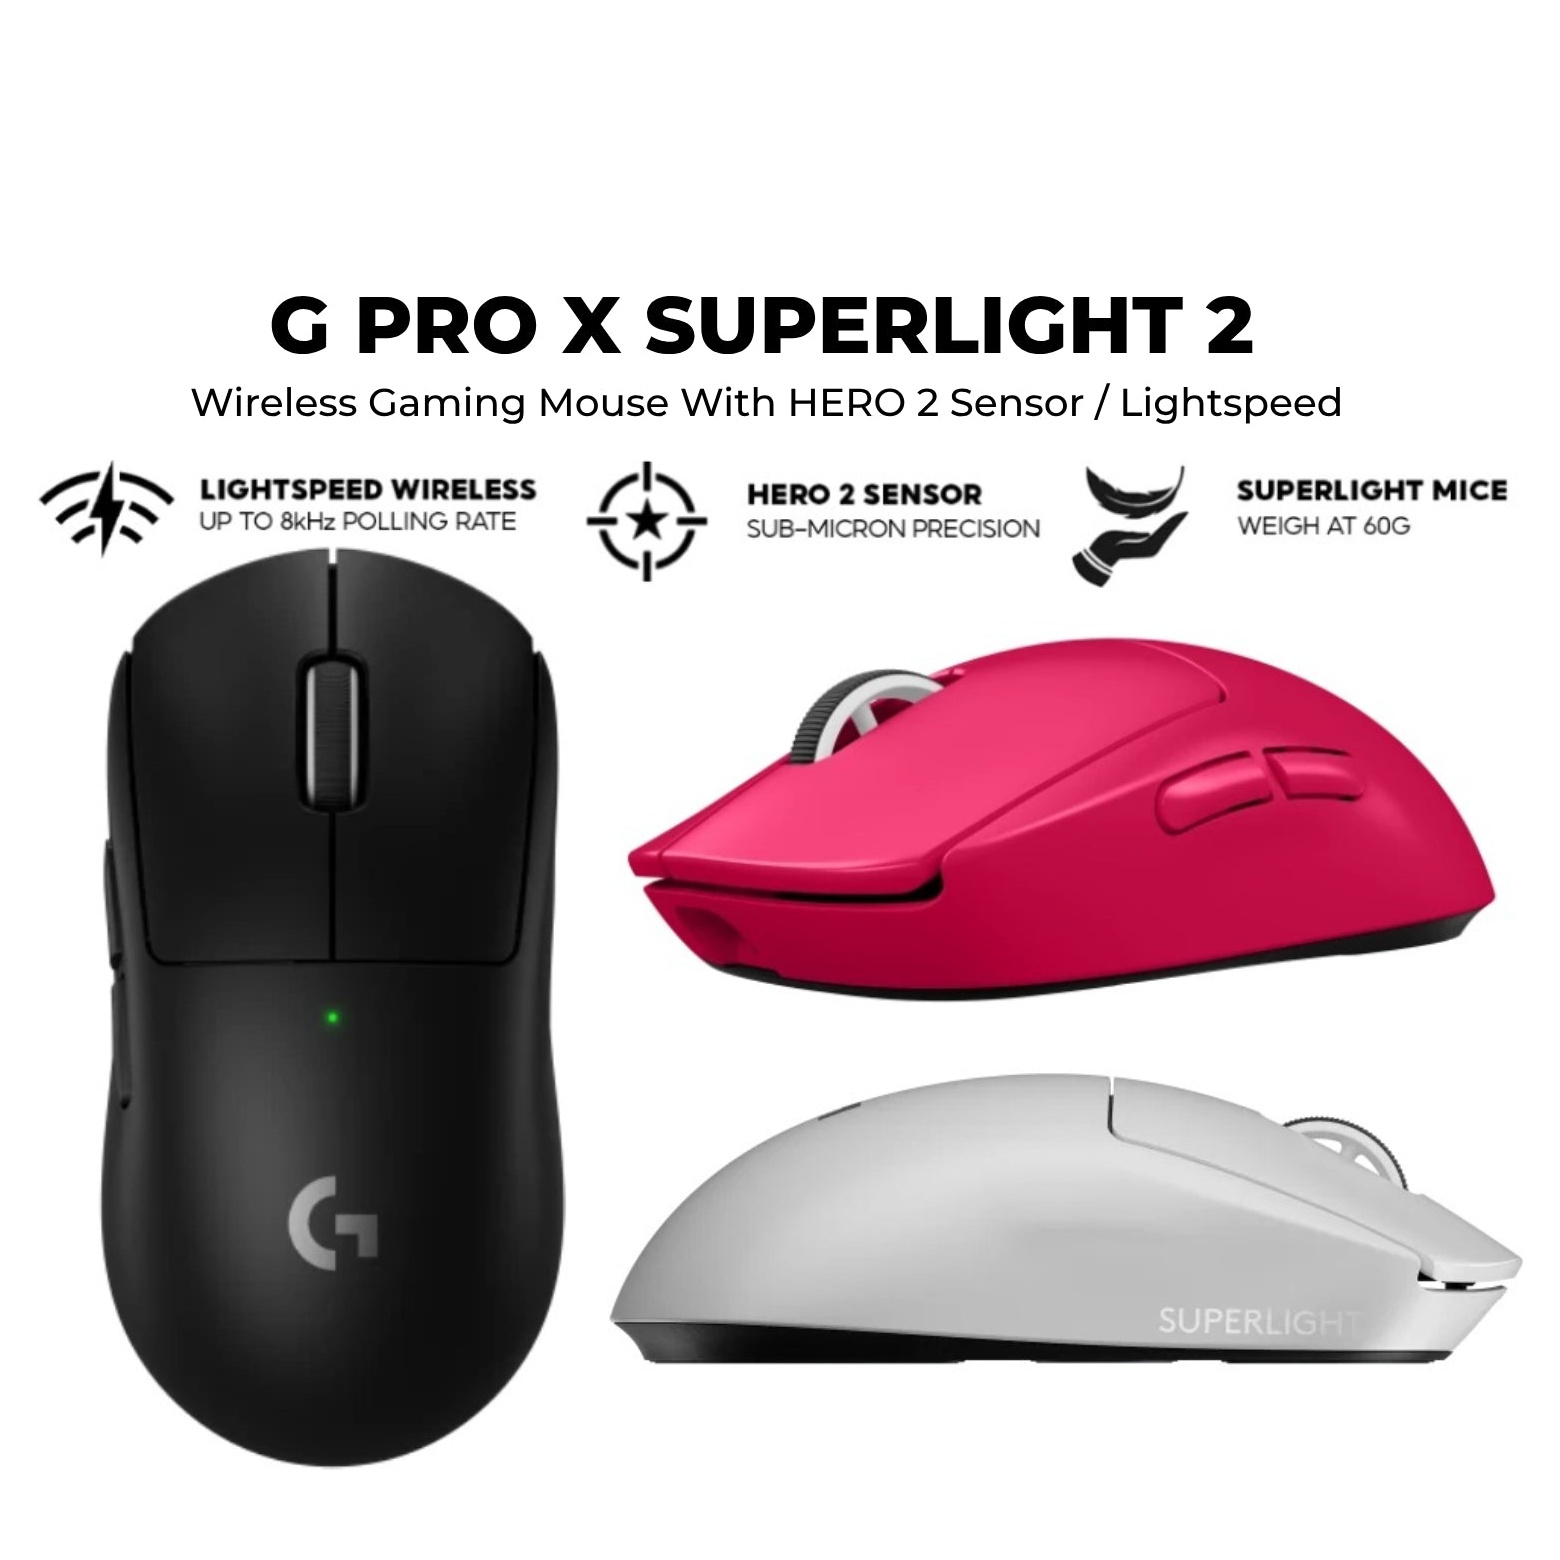 G PRO X SUPERLIGHT 2
Wireless Gaming Mouse With HERO 2 Sensor / Lightspeed
LIGHTSPEED WIRELESS
UP TO 8kHz POLLING RATE
HERO 2 SENSOR
SUB-MICRON PRECISION
SUPERLIGHT MICE
WEIGH AT 60G
G
SUPERLIGHT